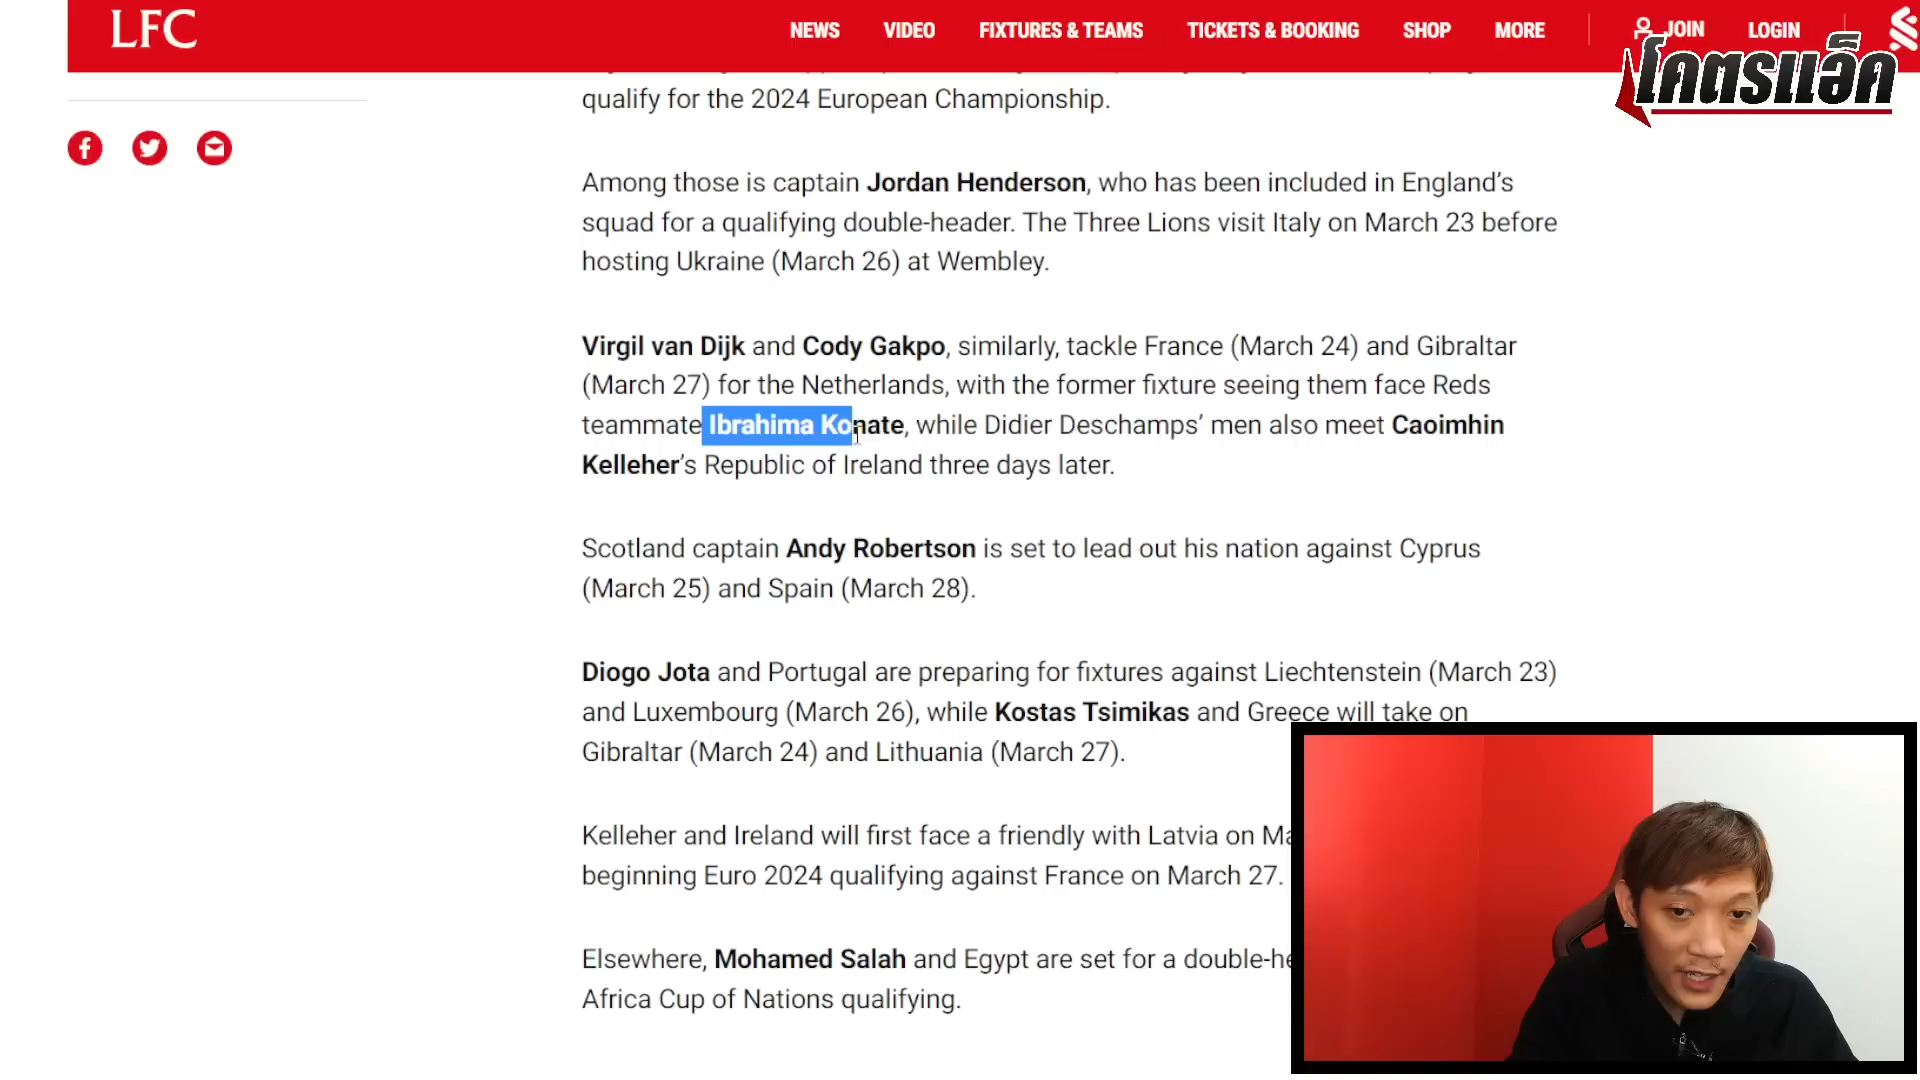 LFC
NEWS VIDEO FIXTURES & TEAMS TICKETS & BOOKING SHOP MORE JOIN LOGIN
โคตรแอ็ค
qualify for the 2024 European Championship.
Among those is captain Jordan Henderson, who has been included in England’s
squad for a qualifying double-header. The Three Lions visit Italy on March 23 before
hosting Ukraine (March 26) at Wembley.
Virgil van Dijk and Cody Gakpo, similarly, tackle France (March 24) and Gibraltar
(March 27) for the Netherlands, with the former fixture seeing them face Reds
teammate Ibrahima Konate, while Didier Deschamps’ men also meet Caoimhin
Kelleher’s Republic of Ireland three days later.
Scotland captain Andy Robertson is set to lead out his nation against Cyprus
(March 25) and Spain (March 28).
Diogo Jota and Portugal are preparing for fixtures against Liechtenstein (March 23)
and Luxembourg (March 26), while Kostas Tsimikas and Greece will take on
Gibraltar (March 24) and Lithuania (March 27).
Kelleher and Ireland will first face a friendly with Latvia on
beginning Euro 2024 qualifying against France on March 27.
Elsewhere, Mohamed Salah and Egypt are set for a
Africa Cup of Nations qualifying.